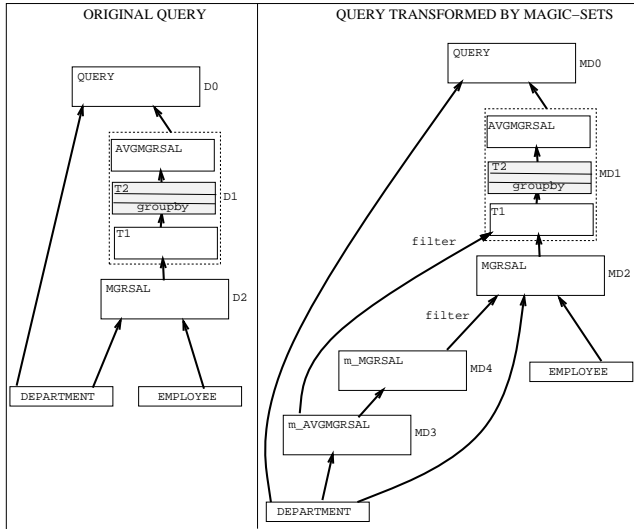 ORIGINAL QUERY
QUERY
D0
AVGMGRSAL
T2
groupby
D1
T1
MGRSAL
D2
DEPARTMENT
EMPLOYEE
QUERY TRANSFORMED BY MAGIC-SETS
QUERY
MD0
AVGMGRSAL
T2
MD1
groupby
T1
filter
MGRSAL
MD2
filter
m_MGRSAL
MD4
EMPLOYEE
m_AVGMGRSAL
MD3
DEPARTMENT